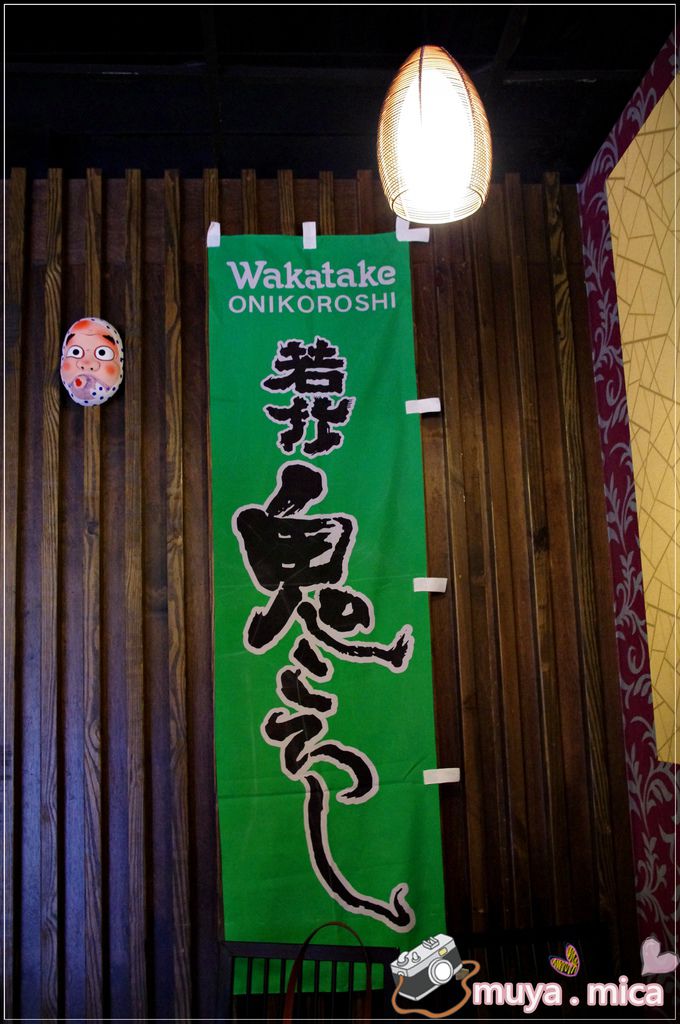 Wakatake
ONIKOROSHI
若竹
鬼ころし
muya . mica